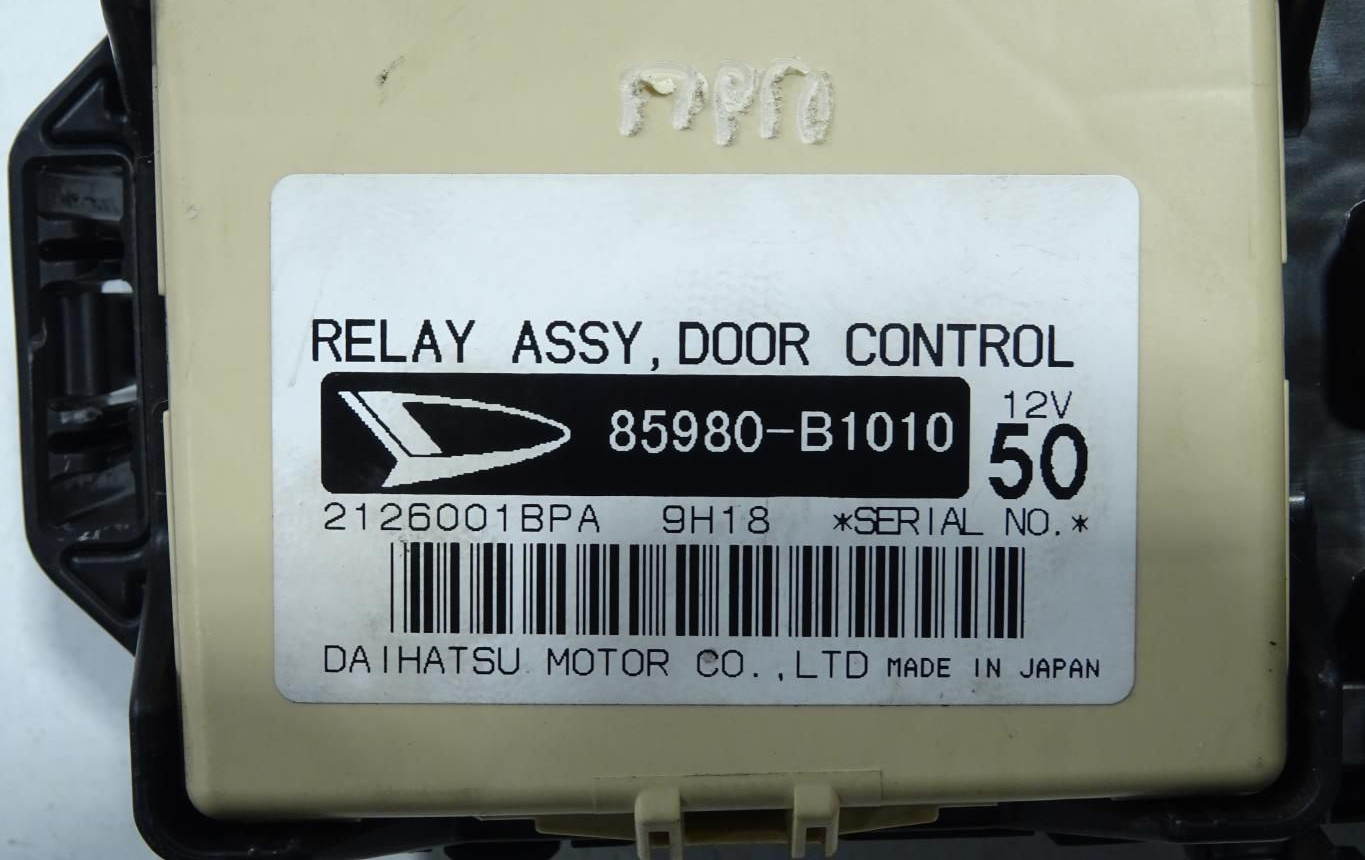 RELAY ASSY, DOOR CONTROL
85980-B1010
12V
50
2126001BPA 9H18 *SERIAL NO.*
DAIHATSU MOTOR CO.,LTD MADE IN JAPAN